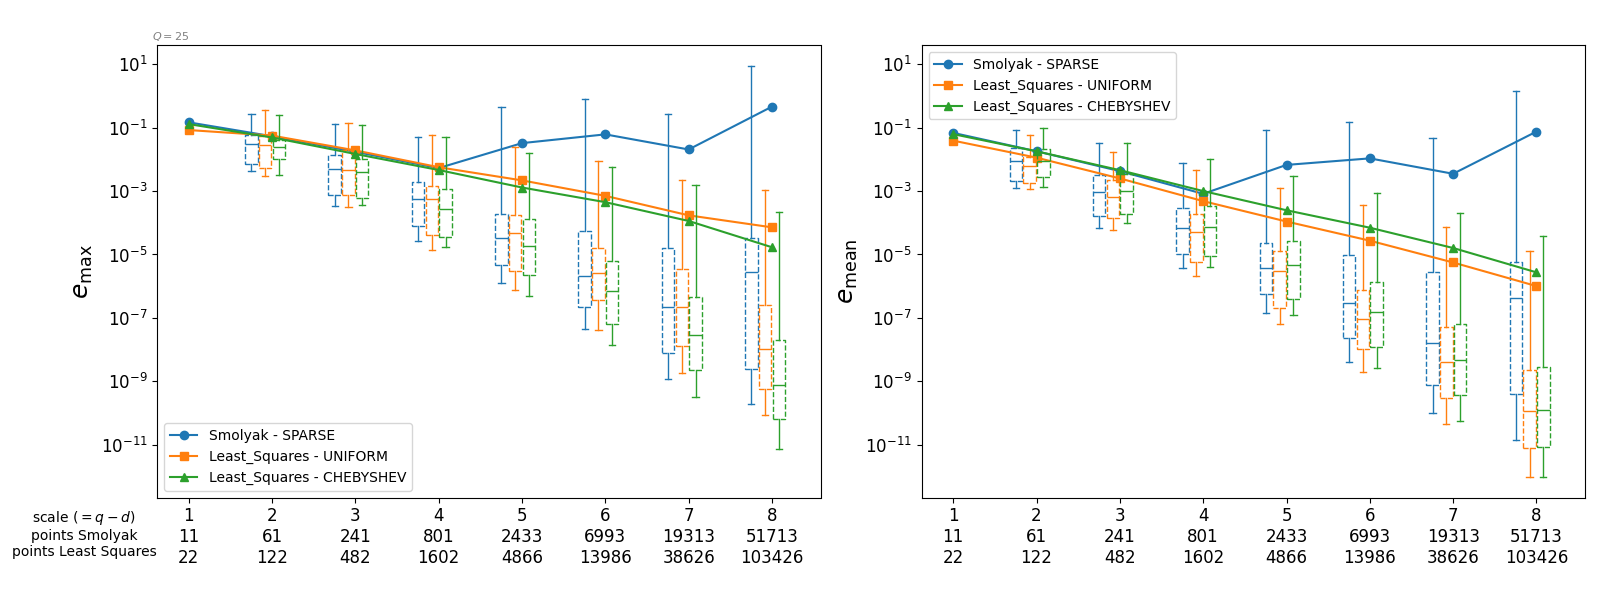 Q = 25
10^1
10^−1
10^−3
10^−5
10^−7
10^−9
10^−11
e_max
Smolyak - SPARSE
Least_Squares - UNIFORM
Least_Squares - CHEBYSHEV
scale (= q − d) 1 2 3 4 5 6 7 8
points Smolyak 11 61 241 801 2433 6993 19313 51713
points Least Squares 22 122 482 1602 4866 13986 38626 103426
Smolyak - SPARSE
Least_Squares - UNIFORM
Least_Squares - CHEBYSHEV
10^1
10^−1
10^−3
10^−5
10^−7
10^−9
10^−11
e_mean
1 2 3 4 5 6 7 8
11 61 241 801 2433 6993 19313 51713
22 122 482 1602 4866 13986 38626 103426